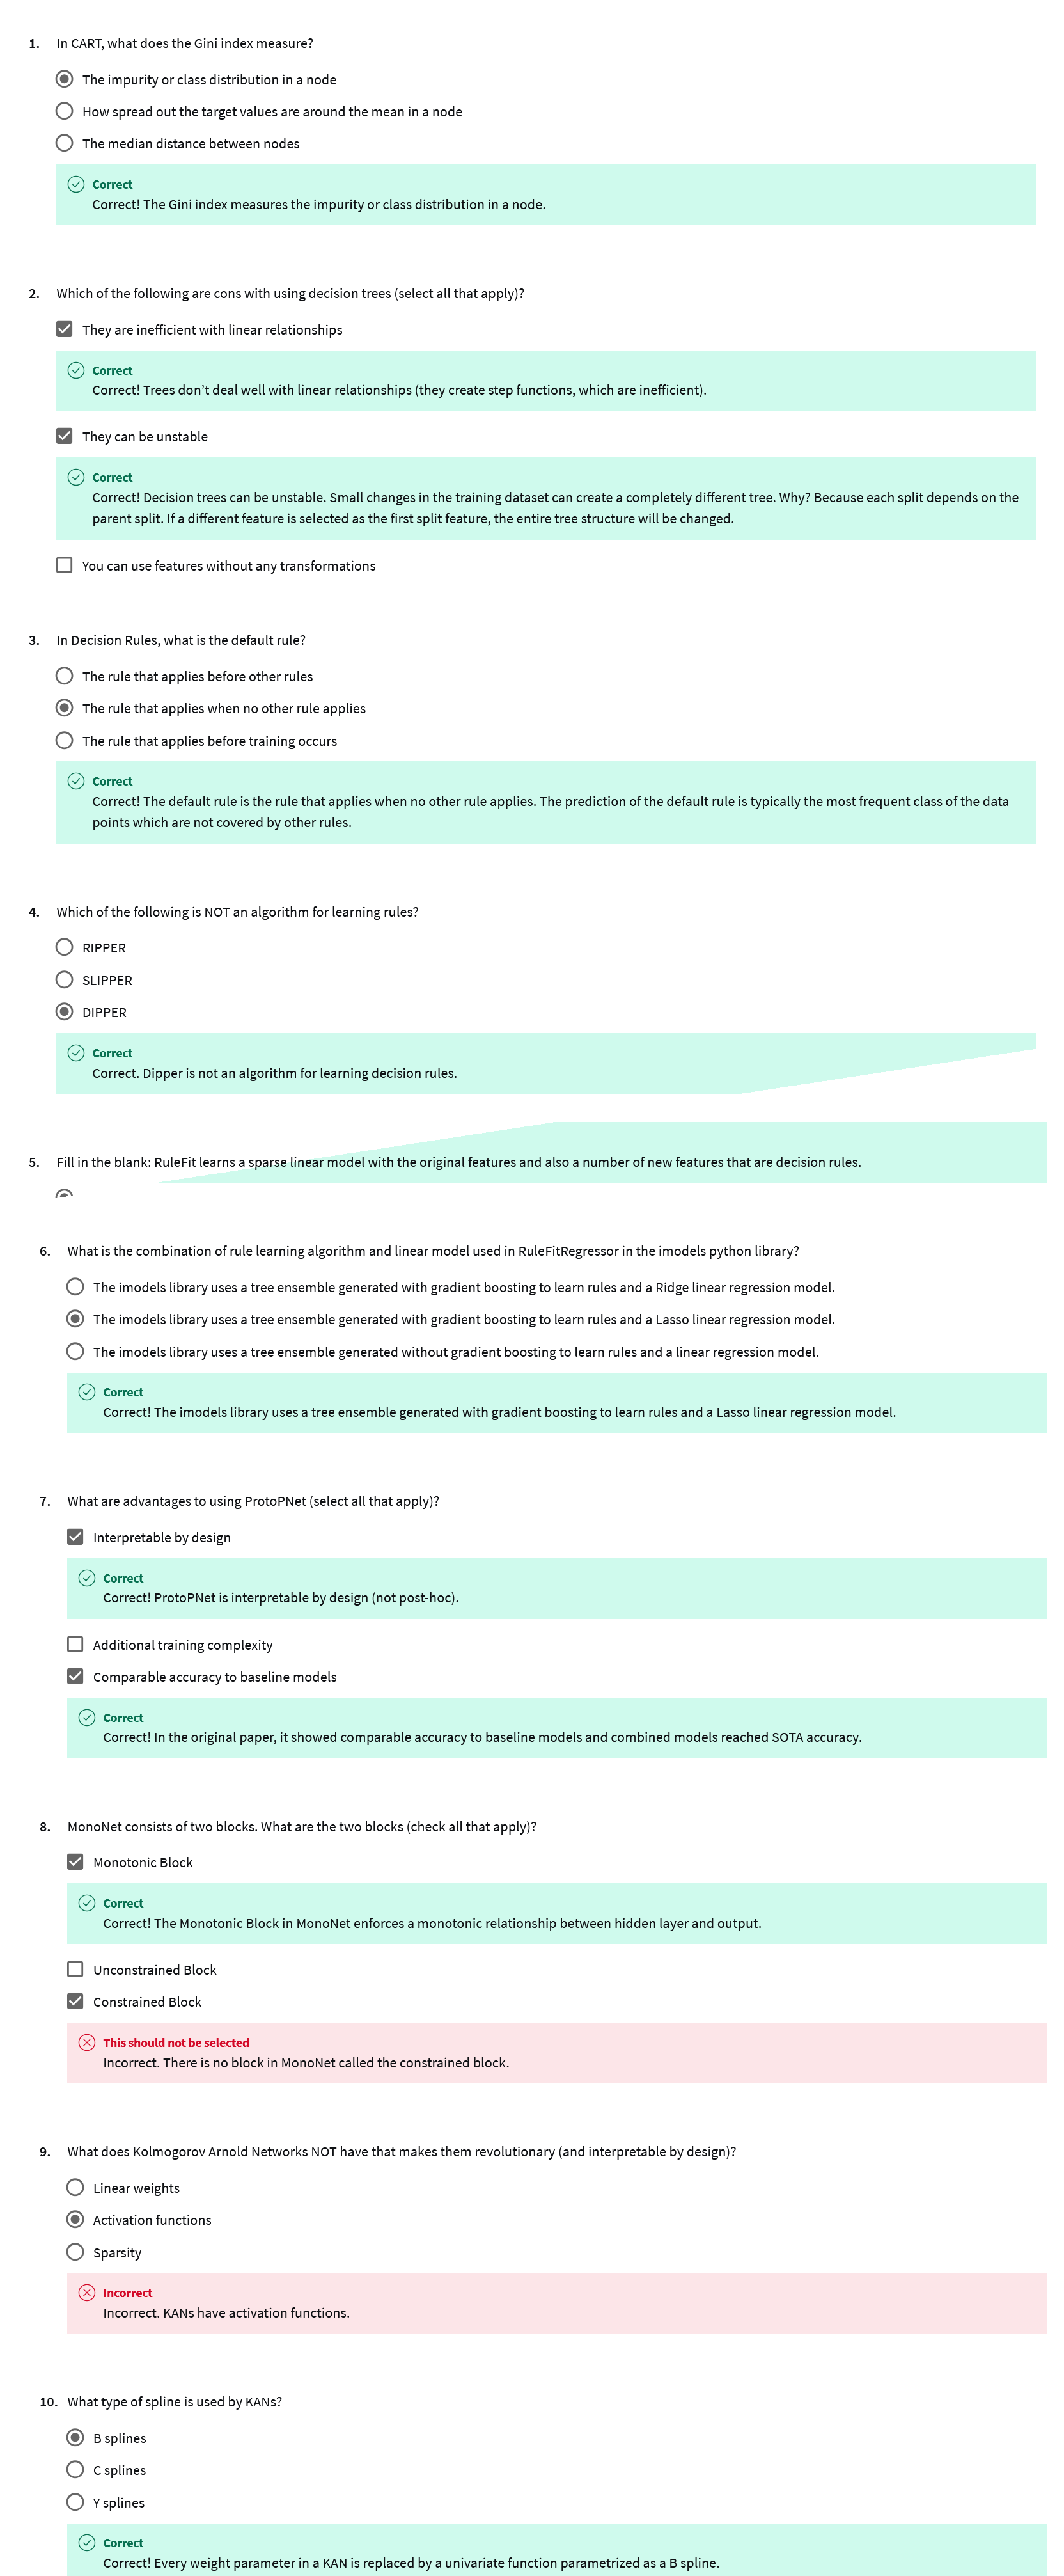 1. In CART, what does the Gini index measure?
The impurity or class distribution in a node
How spread out the target values are around the mean in a node
The median distance between nodes
Correct
Correct! The Gini index measures the impurity or class distribution in a node.
2. Which of the following are cons with using decision trees (select all that apply)?
They are inefficient with linear relationships
Correct
Correct! Trees don’t deal well with linear relationships (they create step functions, which are inefficient).
They can be unstable
Correct
Correct! Decision trees can be unstable. Small changes in the training dataset can create a completely different tree. Why? Because each split depends on the
parent split. If a different feature is selected as the first split feature, the entire tree structure will be changed.
You can use features without any transformations
3. In Decision Rules, what is the default rule?
The rule that applies before other rules
The rule that applies when no other rule applies
The rule that applies before training occurs
Correct
Correct! The default rule is the rule that applies when no other rule applies. The prediction of the default rule is typically the most frequent class of the data
points which are not covered by other rules.
4. Which of the following is NOT an algorithm for learning rules?
RIPPER
SLIPPER
DIPPER
Correct
Correct. Dipper is not an algorithm for learning decision rules.
5. Fill in the blank: RuleFit learns a sparse linear model with the original features and also a number of new features that are decision rules.
6. What is the combination of rule learning algorithm and linear model used in RuleFitRegressor in the imodels python library?
The imodels library uses a tree ensemble generated with gradient boosting to learn rules and a Ridge linear regression model.
The imodels library uses a tree ensemble generated with gradient boosting to learn rules and a Lasso linear regression model.
The imodels library uses a tree ensemble generated without gradient boosting to learn rules and a linear regression model.
Correct
Correct! The imodels library uses a tree ensemble generated with gradient boosting to learn rules and a Lasso linear regression model.
7. What are advantages to using ProtoPNet (select all that apply)?
Interpretable by design
Correct
Correct! ProtoPNet is interpretable by design (not post-hoc).
Additional training complexity
Comparable accuracy to baseline models
Correct
Correct! In the original paper, it showed comparable accuracy to baseline models and combined models reached SOTA accuracy.
8. MonoNet consists of two blocks. What are the two blocks (check all that apply)?
Monotonic Block
Correct
Correct! The Monotonic Block in MonoNet enforces a monotonic relationship between hidden layer and output.
Unconstrained Block
Constrained Block
This should not be selected
Incorrect. There is no block in MonoNet called the constrained block.
9. What does Kolmogorov Arnold Networks NOT have that makes them revolutionary (and interpretable by design)?
Linear weights
Activation functions
Sparsity
Incorrect
Incorrect. KANs have activation functions.
10. What type of spline is used by KANs?
B splines
C splines
Y splines
Correct
Correct! Every weight parameter in a KAN is replaced by a univariate function parametrized as a B spline.